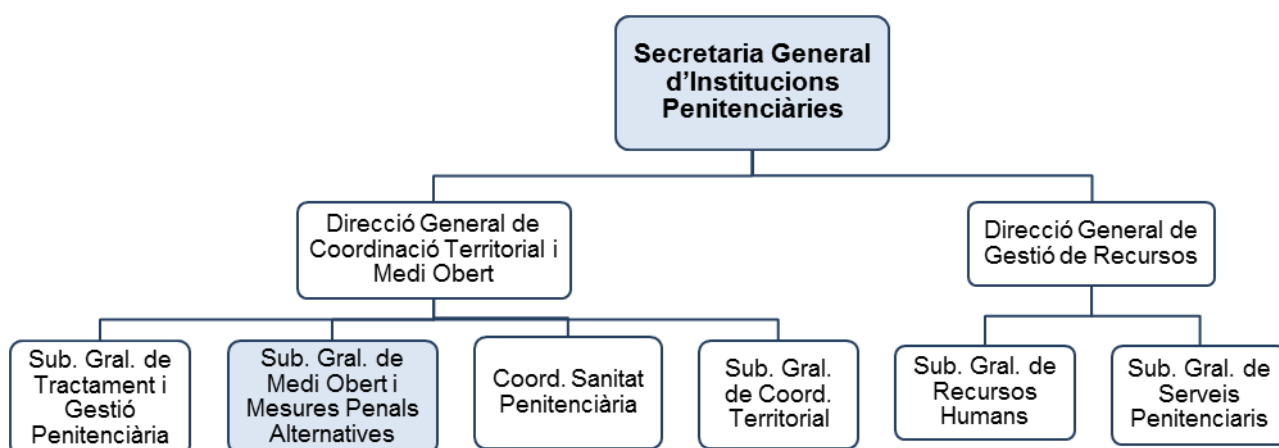 Secretaria General
d’Institucions
Penitenciàries
Direcció General de
Coordinació Territorial i
Medi Obert
Direcció General de
Gestió de Recursos
Sub. Gral. de
Tractament i
Gestió
Penitenciària
Sub. Gral. de
Medi Obert i
Mesures Penals
Alternatives
Coord. Sanitat
Penitenciària
Sub. Gral.
de Coord.
Territorial
Sub. Gral. de
Recursos
Humans
Sub. Gral. de
Serveis
Penitenciaris